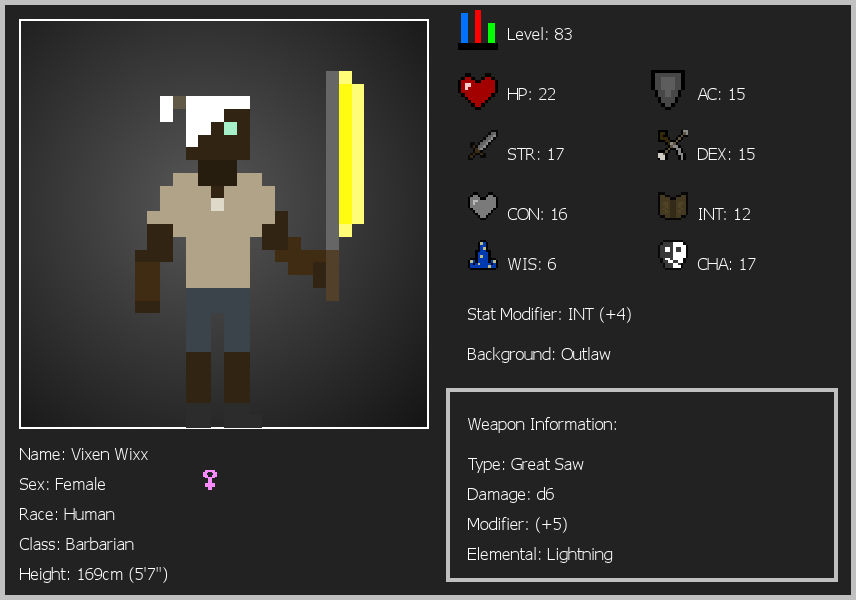 Level: 83
HP: 22
AC: 15
STR: 17
DEX: 15
CON: 16
INT: 12
WIS: 6
CHA: 17
Stat Modifier: INT (+4)
Background: Outlaw
Weapon Information:
Type: Great Saw
Damage: d6
Modifier: (+5)
Elemental: Lightning
Name: Vixen Wixx
Sex: Female
Race: Human
Class: Barbarian
Height: 169cm (5'7")